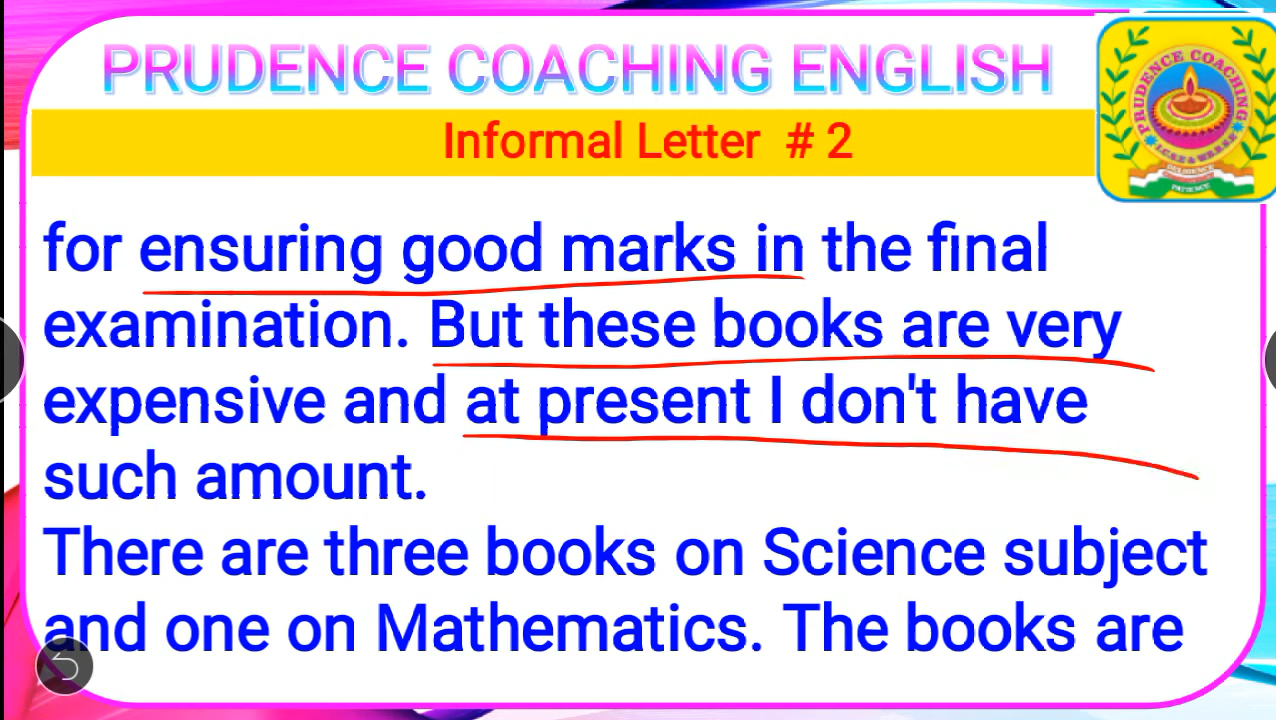 PRUDENCE COACHING ENGLISH
Informal Letter # 2
PRUDENCE COACHING
PATIENCE
for ensuring good marks in the final
examination. But these books are very
expensive and at present I don't have
such amount.
There are three books on Science subject
and one on Mathematics. The books are